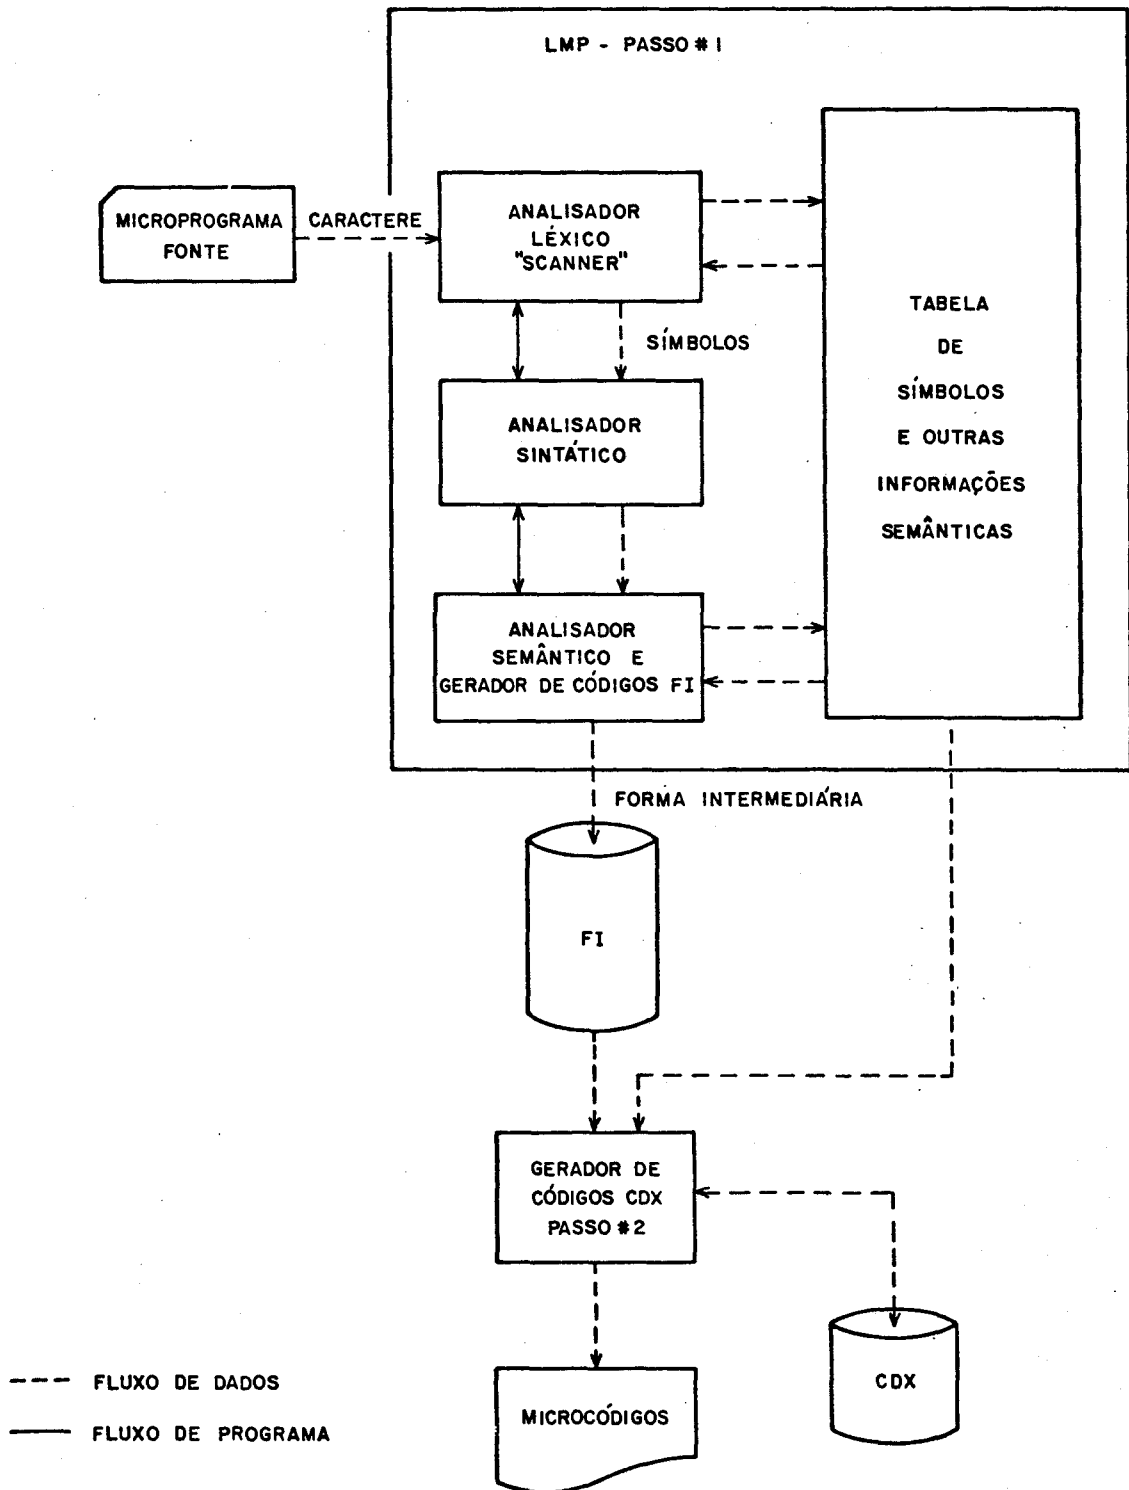 LMP - PASSO # 1
MICROPROGRAMA
FONTE
CARACTERE
ANALISADOR
LÉXICO
"SCANNER"
SÍMBOLOS
ANALISADOR
SINTÁTICO
ANALISADOR
SEMÂNTICO E
GERADOR DE CÓDIGOS FI
TABELA
DE
SÍMBOLOS
E OUTRAS
INFORMAÇÕES
SEMÂNTICAS
FORMA INTERMEDIÁRIA
FI
GERADOR DE
CÓDIGOS CDX
PASSO #2
CDX
MICROCÓDIGOS
FLUXO DE DADOS
FLUXO DE PROGRAMA